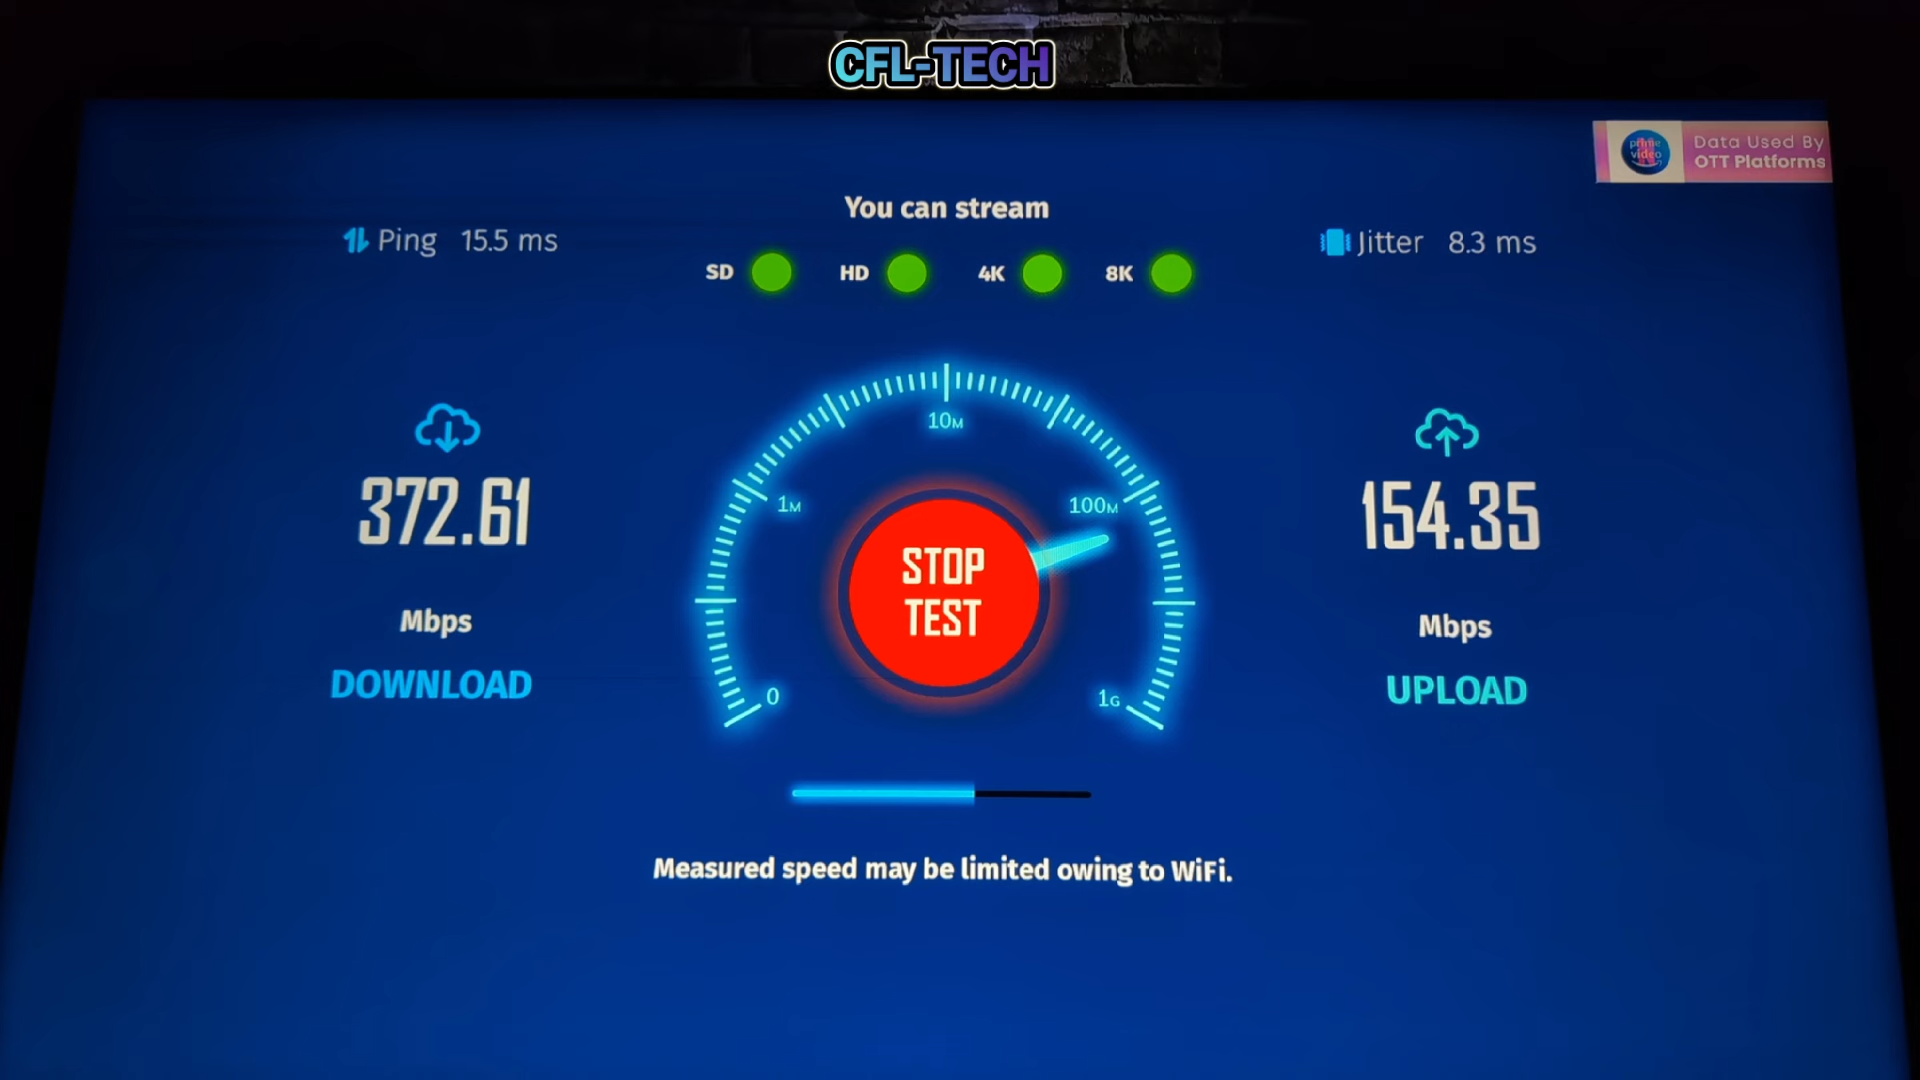 CFL-TECH
prime video
Data Used By
OTT Platforms
You can stream
Ping 15.5 ms
Jitter 8.3 ms
SD HD 4K 8K
10M
1M
100M
0
1G
STOP
TEST
372.61
Mbps
DOWNLOAD
154.35
Mbps
UPLOAD
Measured speed may be limited owing to WiFi.